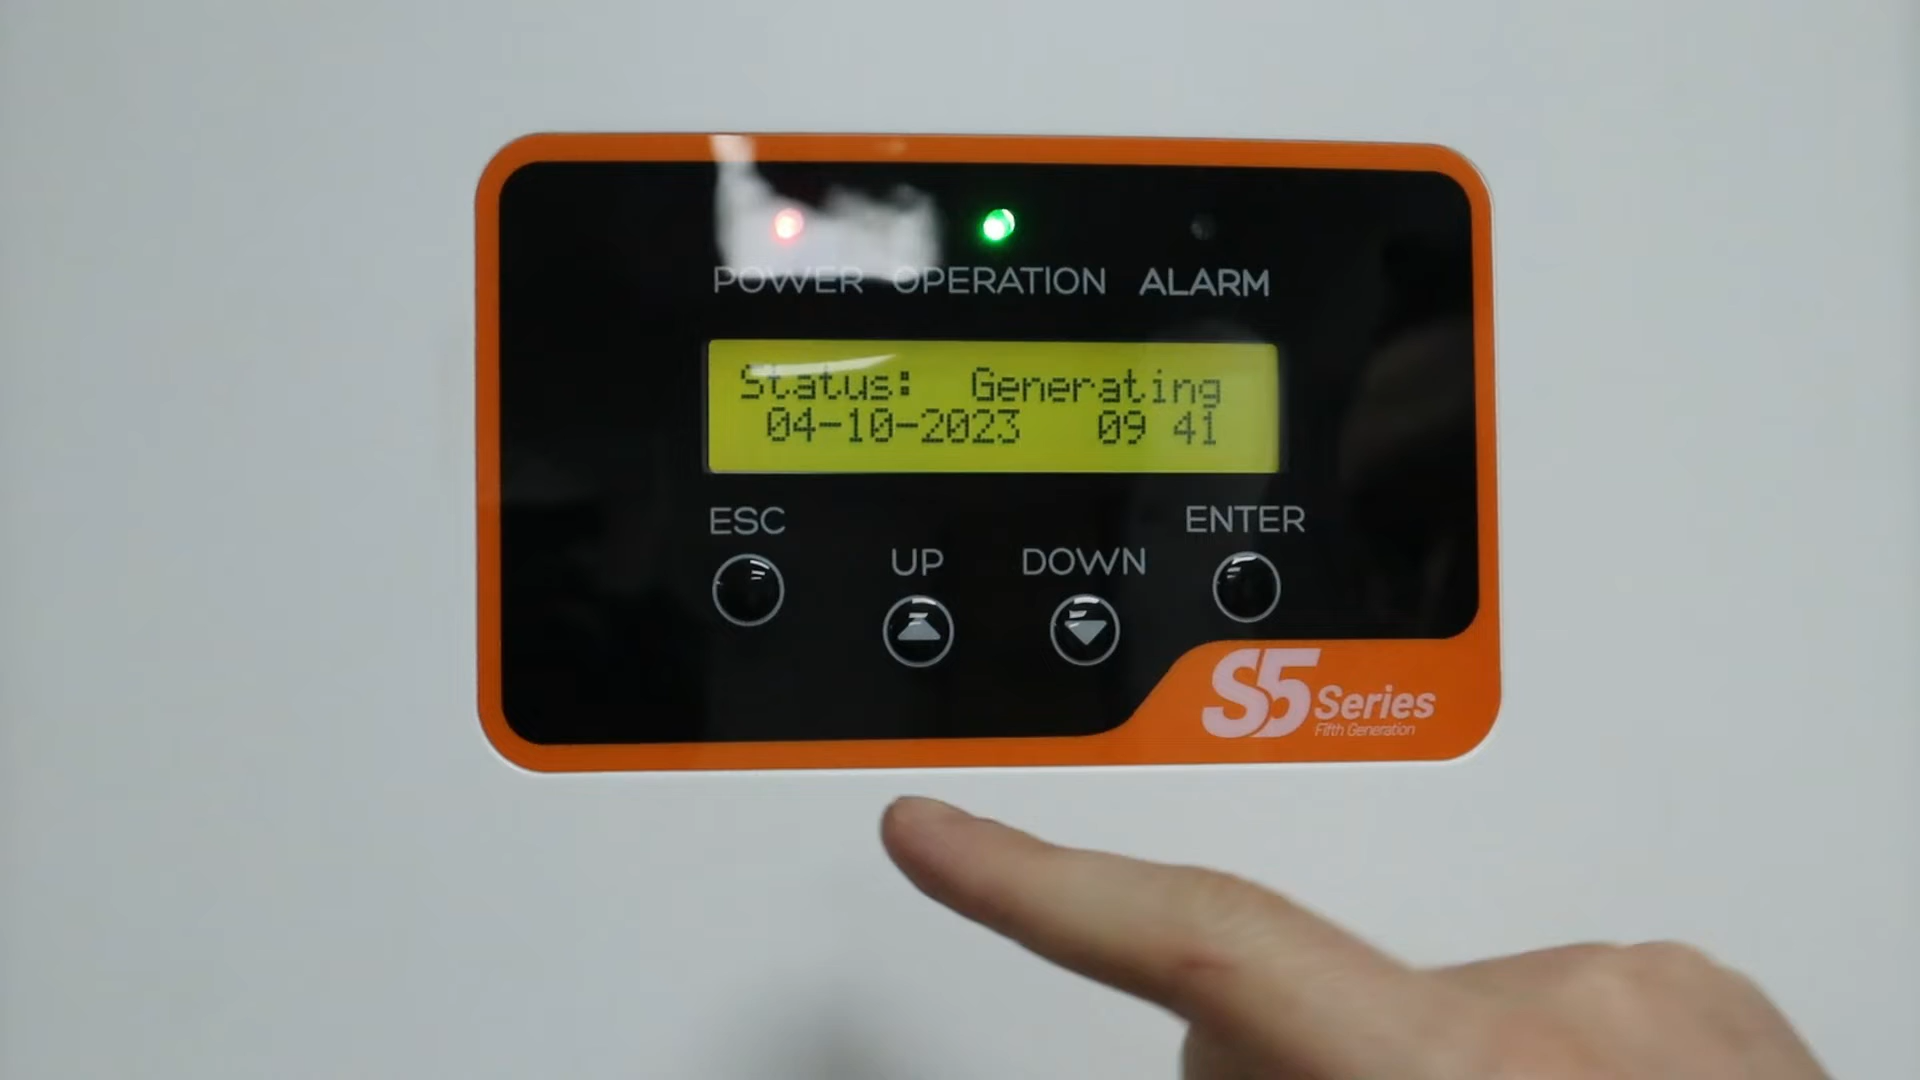 POWER OPERATION ALARM
Status: Generating
04-10-2023 09 41
ESC UP DOWN ENTER
S5 Series
Fifth Generation